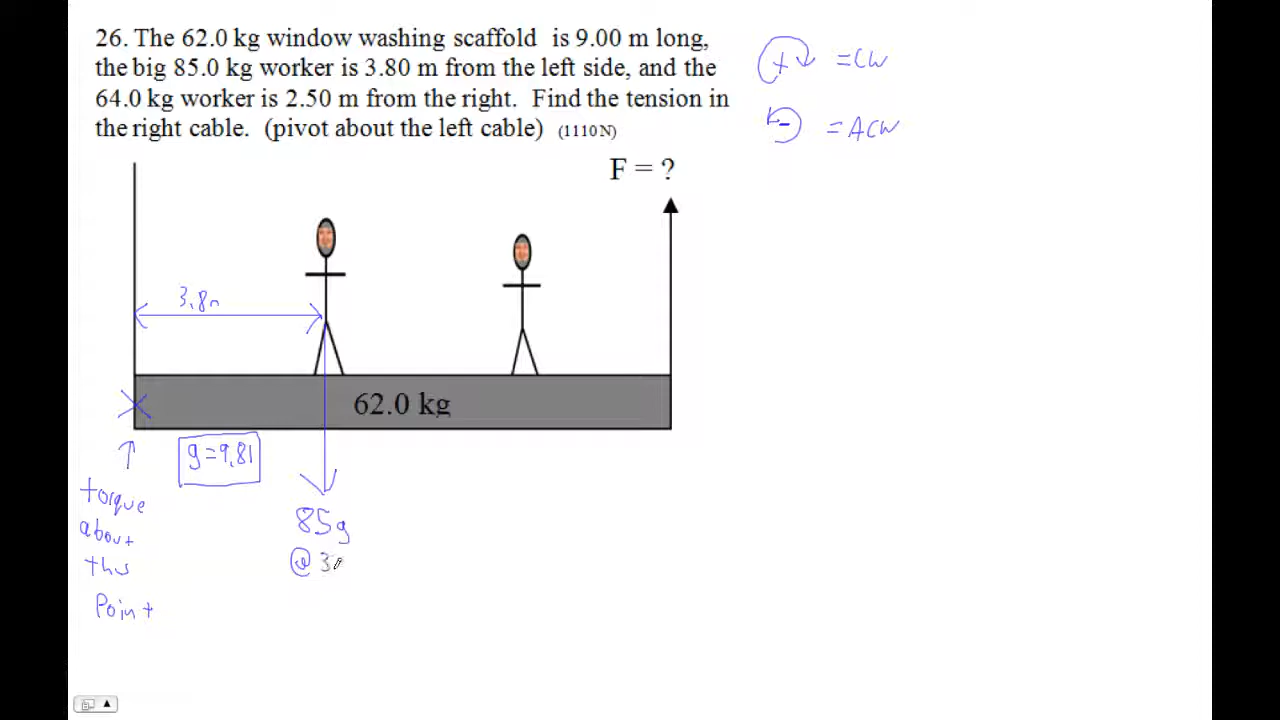 26. The 62.0 kg window washing scaffold is 9.00 m long,
the big 85.0 kg worker is 3.80 m from the left side, and the
64.0 kg worker is 2.50 m from the right. Find the tension in
the right cable. (pivot about the left cable) (1110N)
+ = CW
- = ACW
F = ?
3.8m
62.0 kg
g=9.81
torque
about
this
Point
85g
@ 3.